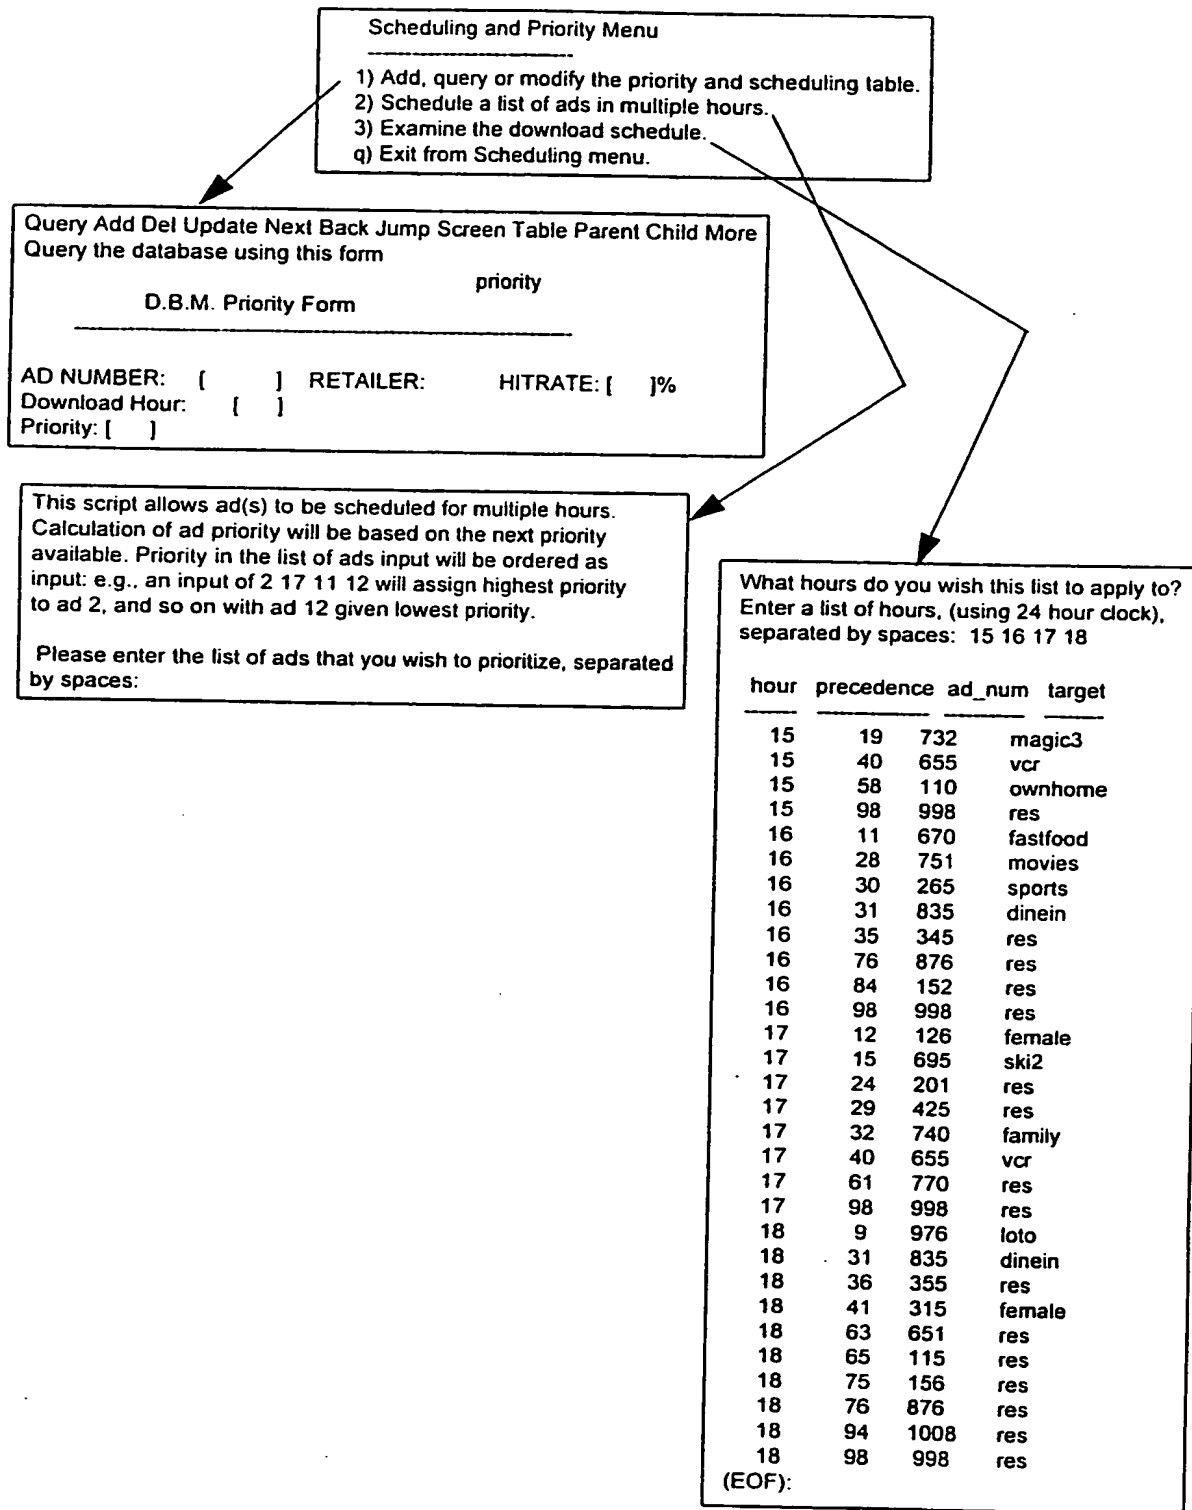 Scheduling and Priority Menu
1) Add, query or modify the priority and scheduling table.
2) Schedule a list of ads in multiple hours.
3) Examine the download schedule.
q) Exit from Scheduling menu.
Query Add Del Update Next Back Jump Screen Table Parent Child More
Query the database using this form
priority
D.B.M. Priority Form
AD NUMBER: [ ] RETAILER: HITRATE: [ ]%
Download Hour: [ ]
Priority: [ ]
This script allows ad(s) to be scheduled for multiple hours.
Calculation of ad priority will be based on the next priority
available. Priority in the list of ads input will be ordered as
input: e.g., an input of 2 17 11 12 will assign highest priority
to ad 2, and so on with ad 12 given lowest priority.
Please enter the list of ads that you wish to prioritize, separated
by spaces:
What hours do you wish this list to apply to?
Enter a list of hours, (using 24 hour clock),
separated by spaces: 15 16 17 18
hour precedence ad_num target
15 19 732 magic3
15 40 655 vcr
15 58 110 ownhome
15 98 998 res
16 11 670 fastfood
16 28 751 movies
16 30 265 sports
16 31 835 dinein
16 35 345 res
16 76 876 res
16 84 152 res
16 98 998 res
17 12 126 female
17 15 695 ski2
17 24 201 res
17 29 425 res
17 32 740 family
17 40 655 vcr
17 61 770 res
17 98 998 res
18 9 976 loto
18 31 835 dinein
18 36 355 res
18 41 315 female
18 63 651 res
18 65 115 res
18 75 156 res
18 76 876 res
18 94 1008 res
18 98 998 res
(EOF):